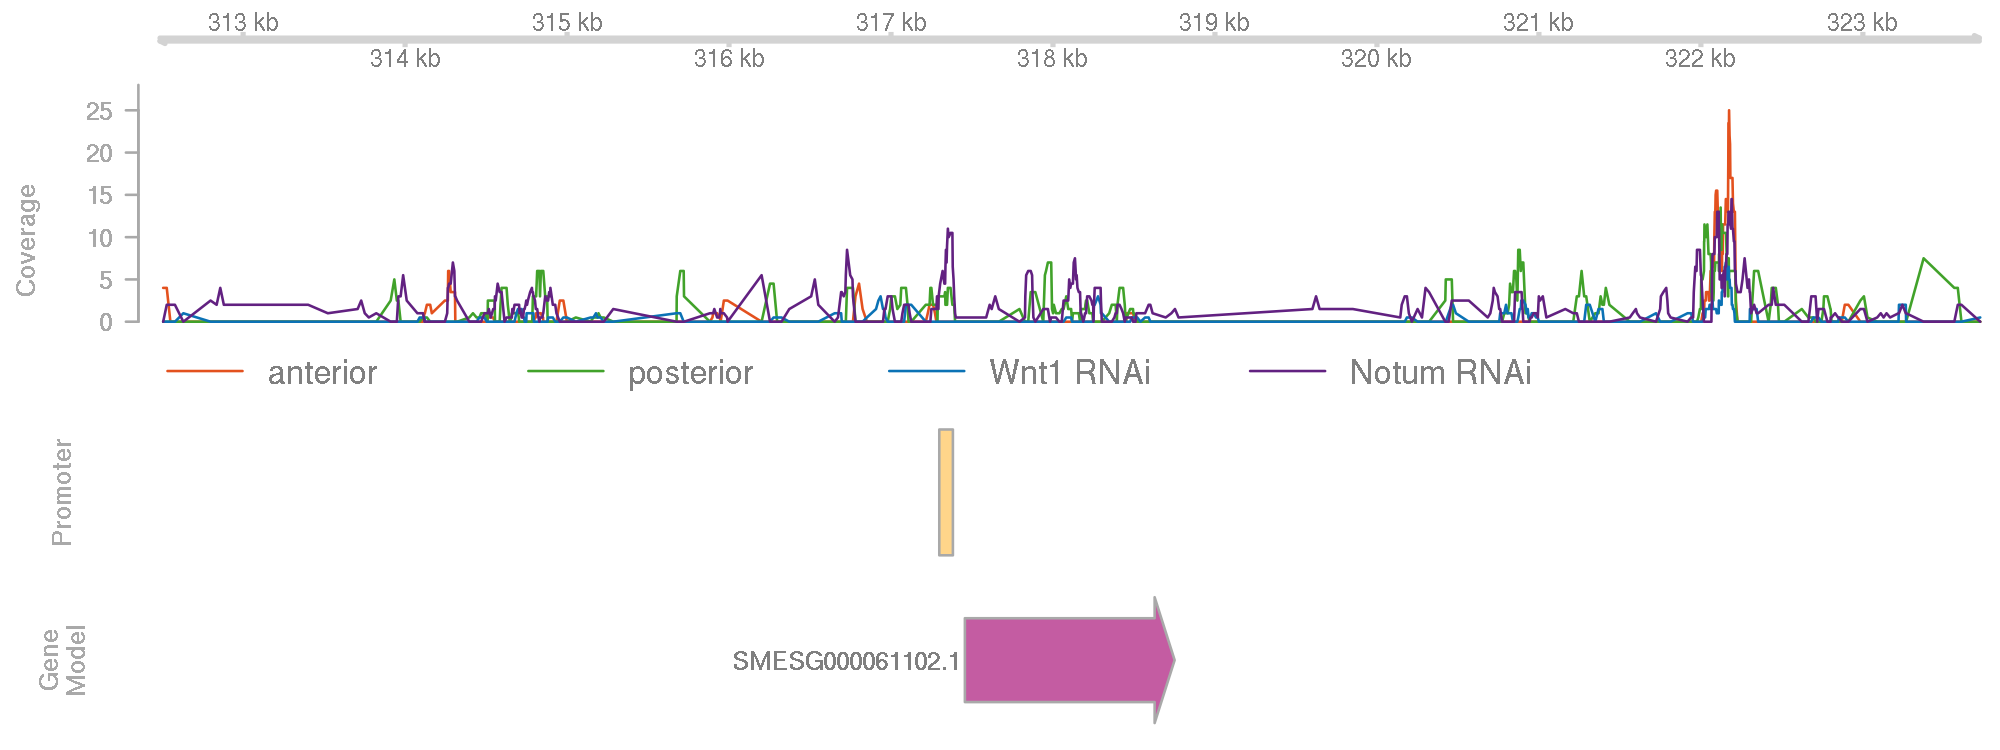 313 kb 315 kb 317 kb 319 kb 321 kb 323 kb
314 kb 316 kb 318 kb 320 kb 322 kb
Coverage
25
20
15
10
5
0
anterior posterior Wnt1 RNAi Notum RNAi
Promoter
Gene
Model
SMESG000061102.1